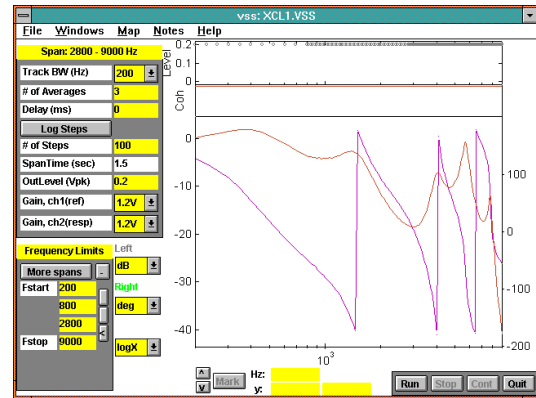 vss: XCL1.VSS
File Windows Map Notes Help
Span: 2800 - 9000 Hz
Track BW (Hz) 200
# of Averages 3
Delay (ms) 0
Log Steps
# of Steps 100
SpanTime (sec) 1.5
OutLevel (Vpk) 0.2
Gain, ch1(ref) 1.2V
Gain, ch2(resp) 1.2V
Frequency Limits
More spans -
Fstart 200
800
2800
<
Fstop 9000
Left
dB
Right
deg
logX
Level
0.2
0.1
0
Coh
0
-10
-20
-30
-40
100
0
-100
-200
10³
^
v
Mark
Hz:
y:
Run Stop Cont Quit